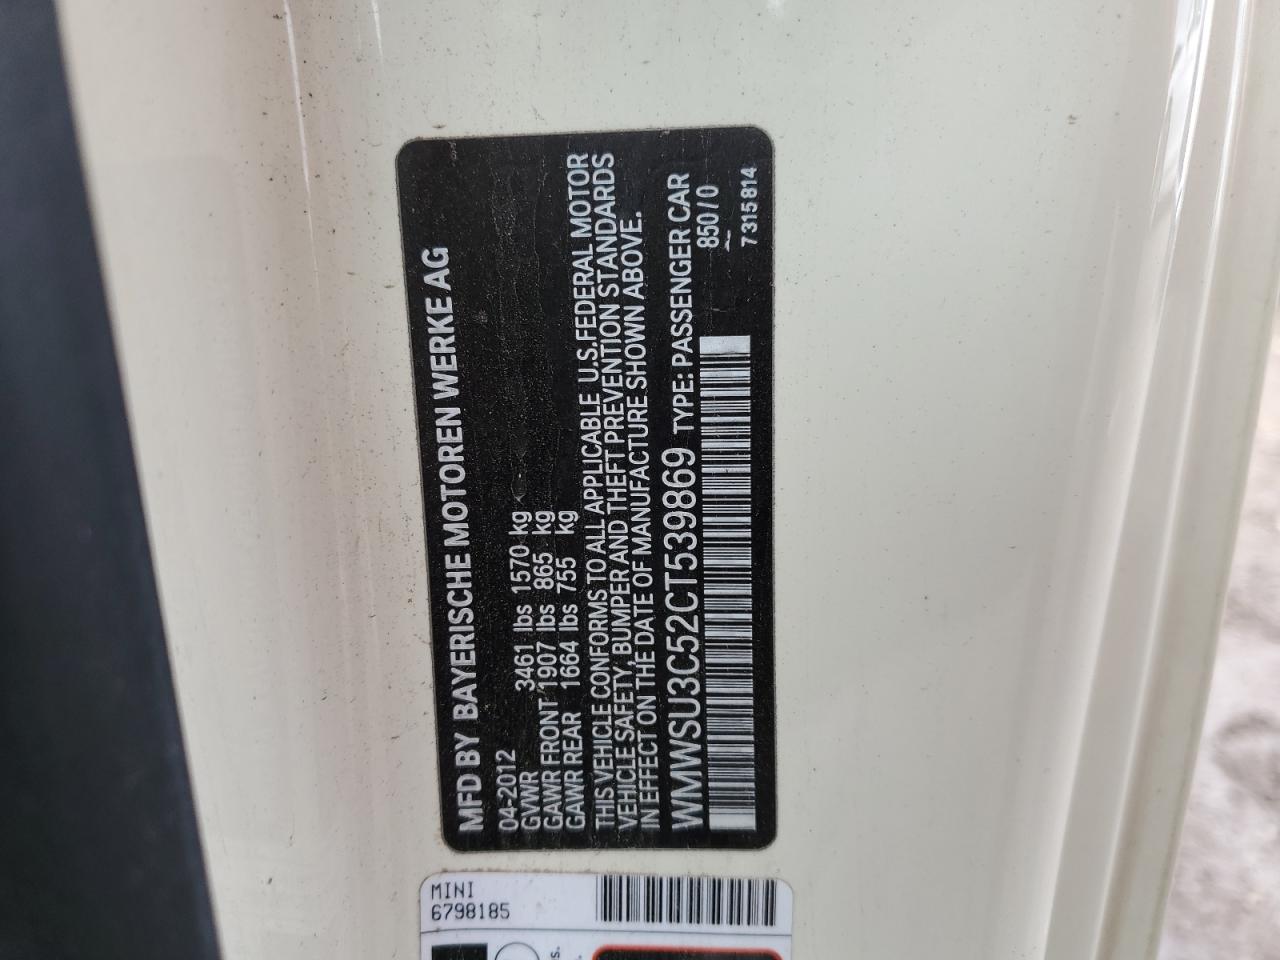 MFD BY BAYERISCHE MOTOREN WERKE AG
04-2012
GVWR 3461 lbs 1570 kg
GAWR FRONT 1907 lbs 865 kg
GAWR REAR 1664 lbs 755 kg
THIS VEHICLE CONFORMS TO ALL APPLICABLE U.S.FEDERAL MOTOR
VEHICLE SAFETY, BUMPER AND THEFT PREVENTION STANDARDS
IN EFFECT ON THE DATE OF MANUFACTURE SHOWN ABOVE.
WMWSU3C52CT539869 TYPE: PASSENGER CAR
850/0
7315814
MINI
6798185